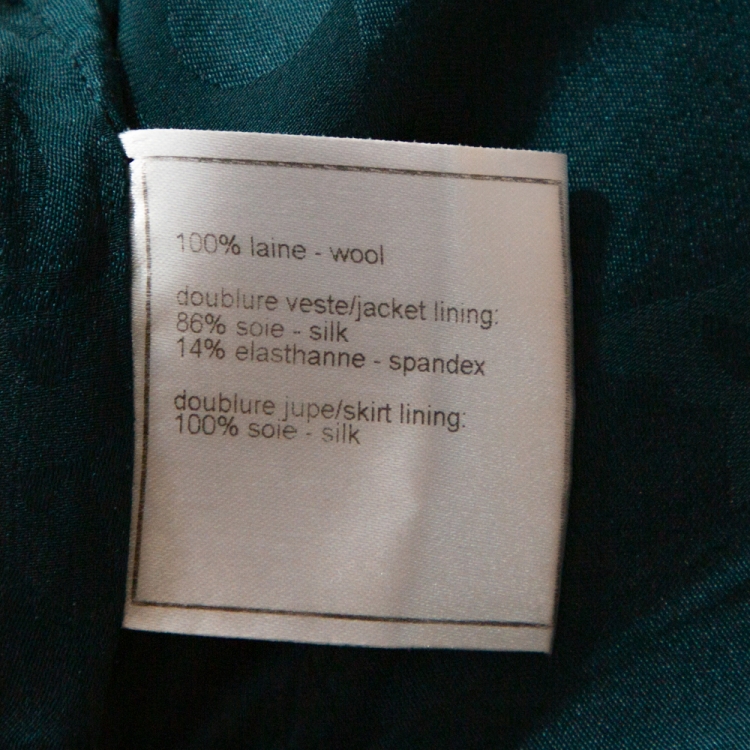 100% laine - wool
doublure veste/jacket lining:
86% soie - silk
14% elasthanne - spandex
doublure jupe/skirt lining:
100% soie - silk